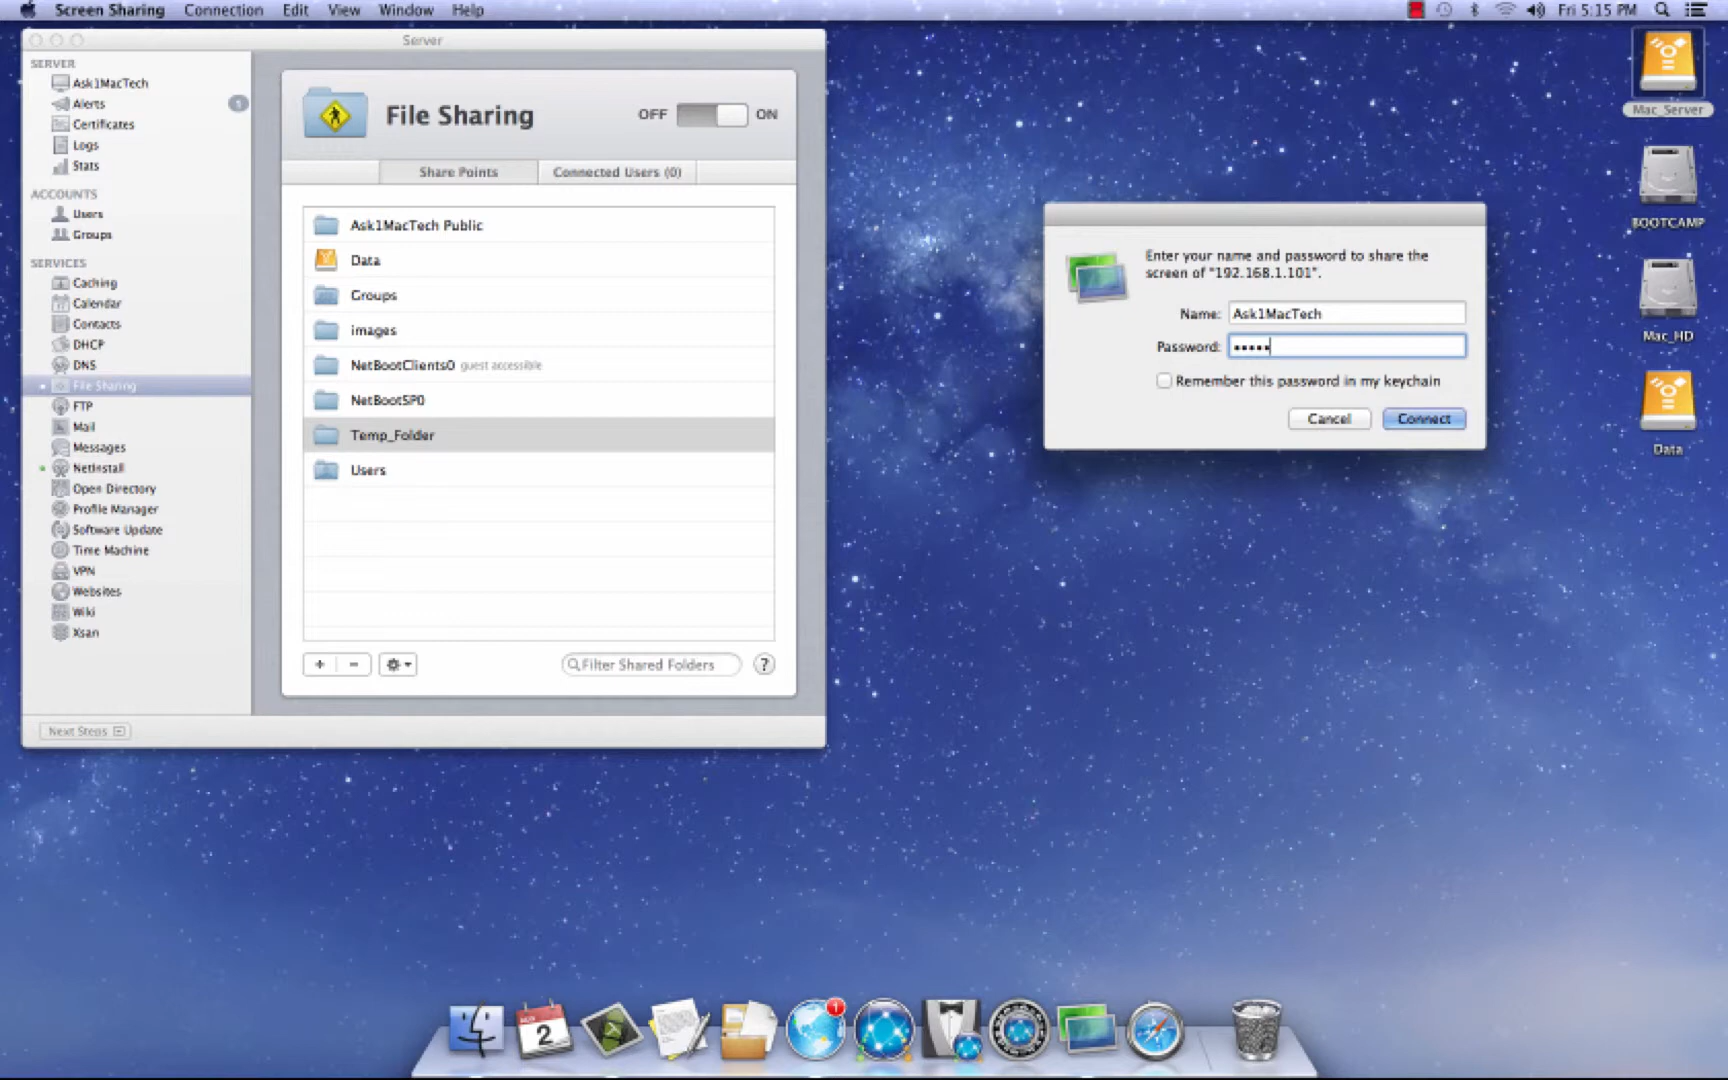 Screen Sharing Connection Edit View Window Help
Fri 5:15 PM
Server
SERVER
Ask1MacTech
Alerts 1
Certificates
Logs
Stats
ACCOUNTS
Users
Groups
SERVICES
Caching
Calendar
Contacts
DHCP
DNS
File Sharing
FTP
Mail
Messages
NetInstall
Open Directory
Profile Manager
Software Update
Time Machine
VPN
Websites
Wiki
Xsan
Next Steps
File Sharing OFF ON
Share Points Connected Users (0)
Ask1MacTech Public
Data
Groups
images
NetBootClients0 guest accessible
NetBootSP0
Temp_Folder
Users
+ - Filter Shared Folders ?
Enter your name and password to share the
screen of "192.168.1.101".
Name: Ask1MacTech
Password: •••••
Remember this password in my keychain
Cancel Connect
Mac_Server
BOOTCAMP
Mac_HD
Data
2
1